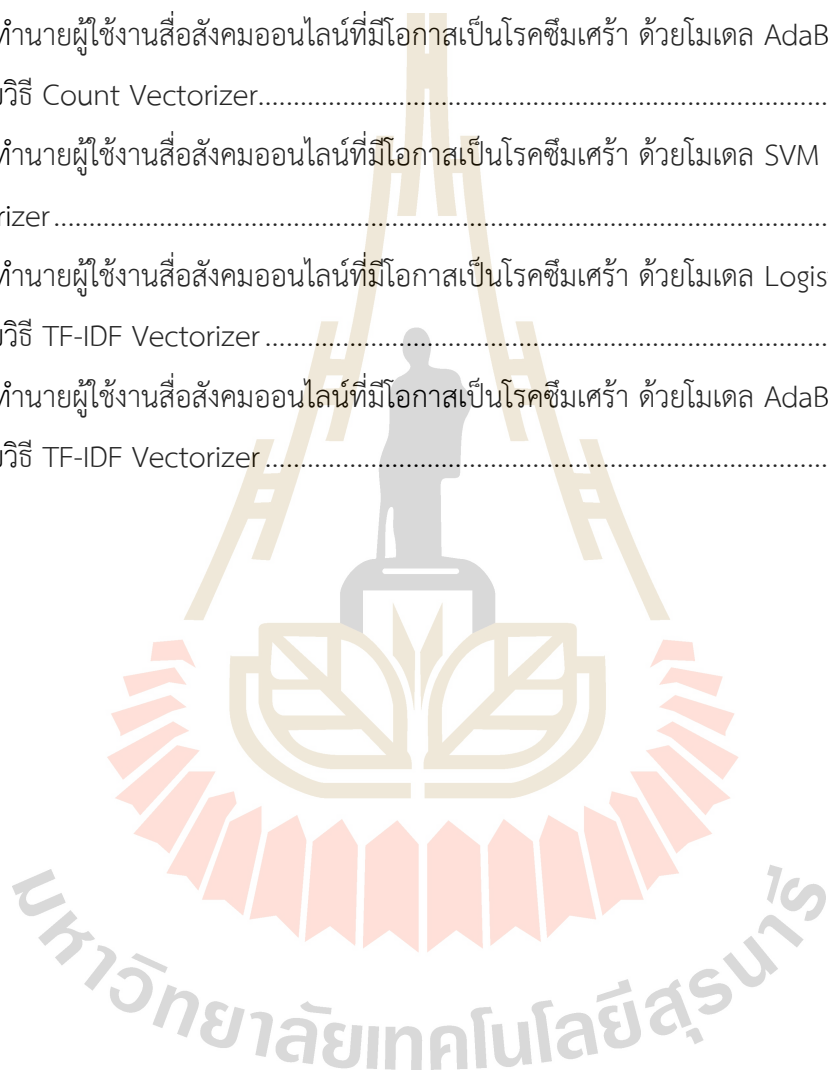 ทำนายผู้ใช้งานสื่อสังคมออนไลน์ที่มีโอกาสเป็นโรคซึมเศร้า ด้วยโมเดล AdaB
วิธี Count Vectorizer
ทำนายผู้ใช้งานสื่อสังคมออนไลน์ที่มีโอกาสเป็นโรคซึมเศร้า ด้วยโมเดล SVM
rizer
ทำนายผู้ใช้งานสื่อสังคมออนไลน์ที่มีโอกาสเป็นโรคซึมเศร้า ด้วยโมเดล Logis
วิธี TF-IDF Vectorizer
ทำนายผู้ใช้งานสื่อสังคมออนไลน์ที่มีโอกาสเป็นโรคซึมเศร้า ด้วยโมเดล AdaB
วิธี TF-IDF Vectorizer
มหาวิทยาลัยเทคโนโลยีสุรนารี